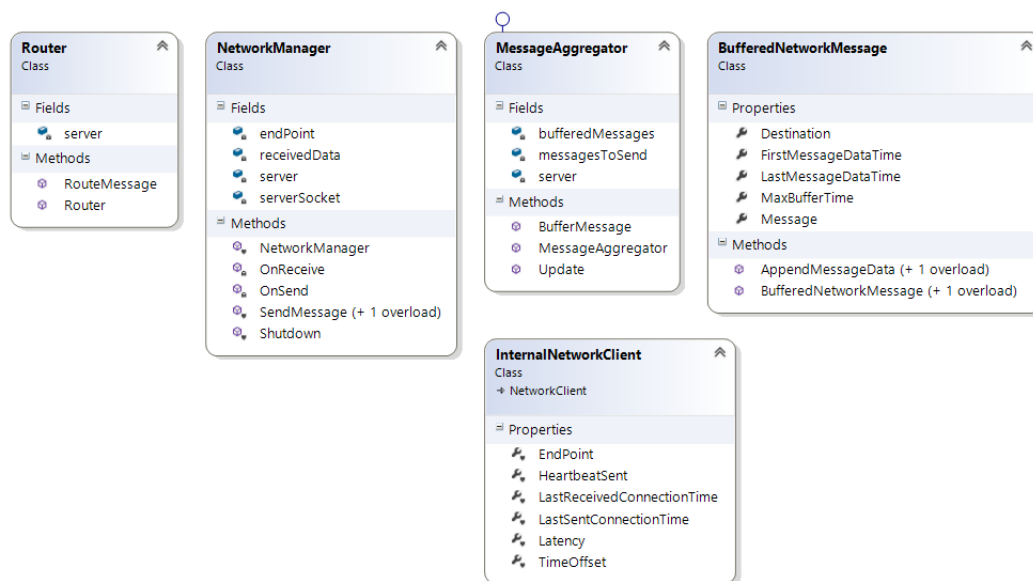 Router
Class
Fields
server
Methods
RouteMessage
Router
NetworkManager
Class
Fields
endPoint
receivedData
server
serverSocket
Methods
NetworkManager
OnReceive
OnSend
SendMessage (+ 1 overload)
Shutdown
MessageAggregator
Class
Fields
bufferedMessages
messagesToSend
server
Methods
BufferMessage
MessageAggregator
Update
BufferedNetworkMessage
Class
Properties
Destination
FirstMessageDataTime
LastMessageDataTime
MaxBufferTime
Message
Methods
AppendMessageData (+ 1 overload)
BufferedNetworkMessage (+ 1 overload)
InternalNetworkClient
Class
NetworkClient
Properties
EndPoint
HeartbeatSent
LastReceivedConnectionTime
LastSentConnectionTime
Latency
TimeOffset